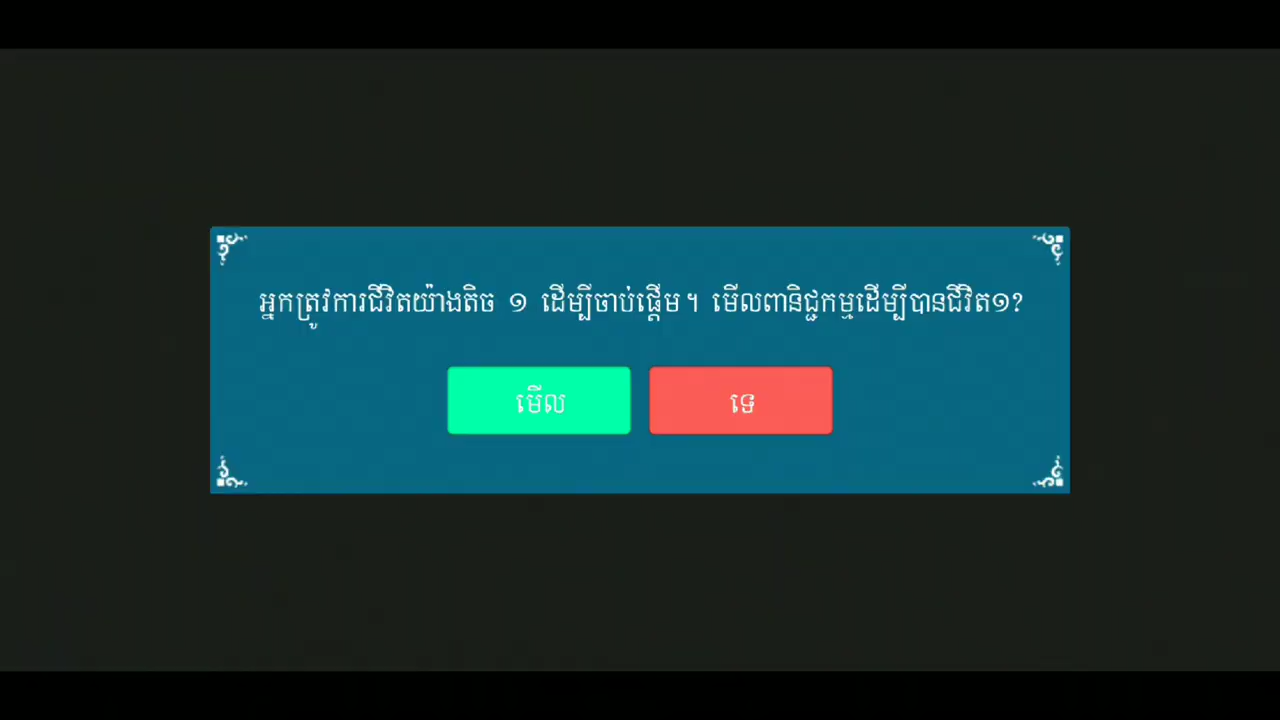 អ្នកត្រូវការជីវិតយ៉ាងតិច ១ ដើម្បីចាប់ផ្តើម។ មើលពានិជ្ជកម្មដើម្បីបានជីវិត១?
មើល
ទេ